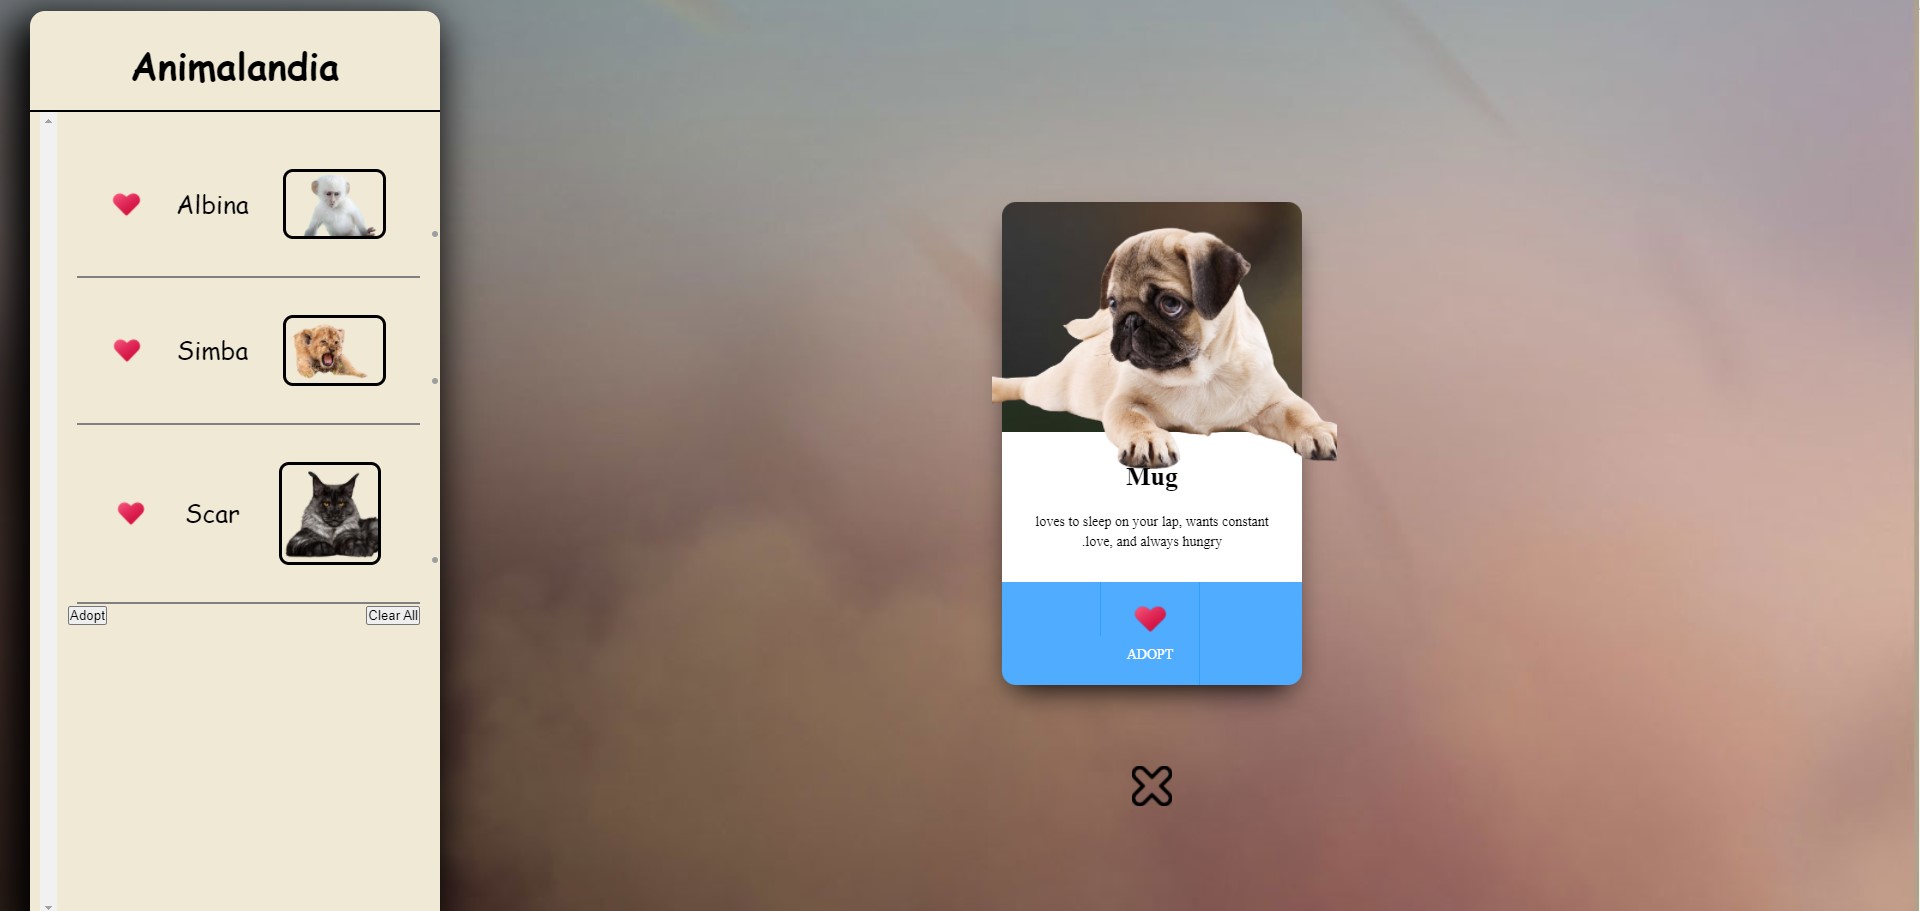 Animalandia
Albina
Simba
Scar
Adopt
Clear All
Mug
loves to sleep on your lap, wants constant
.love, and always hungry
ADOPT